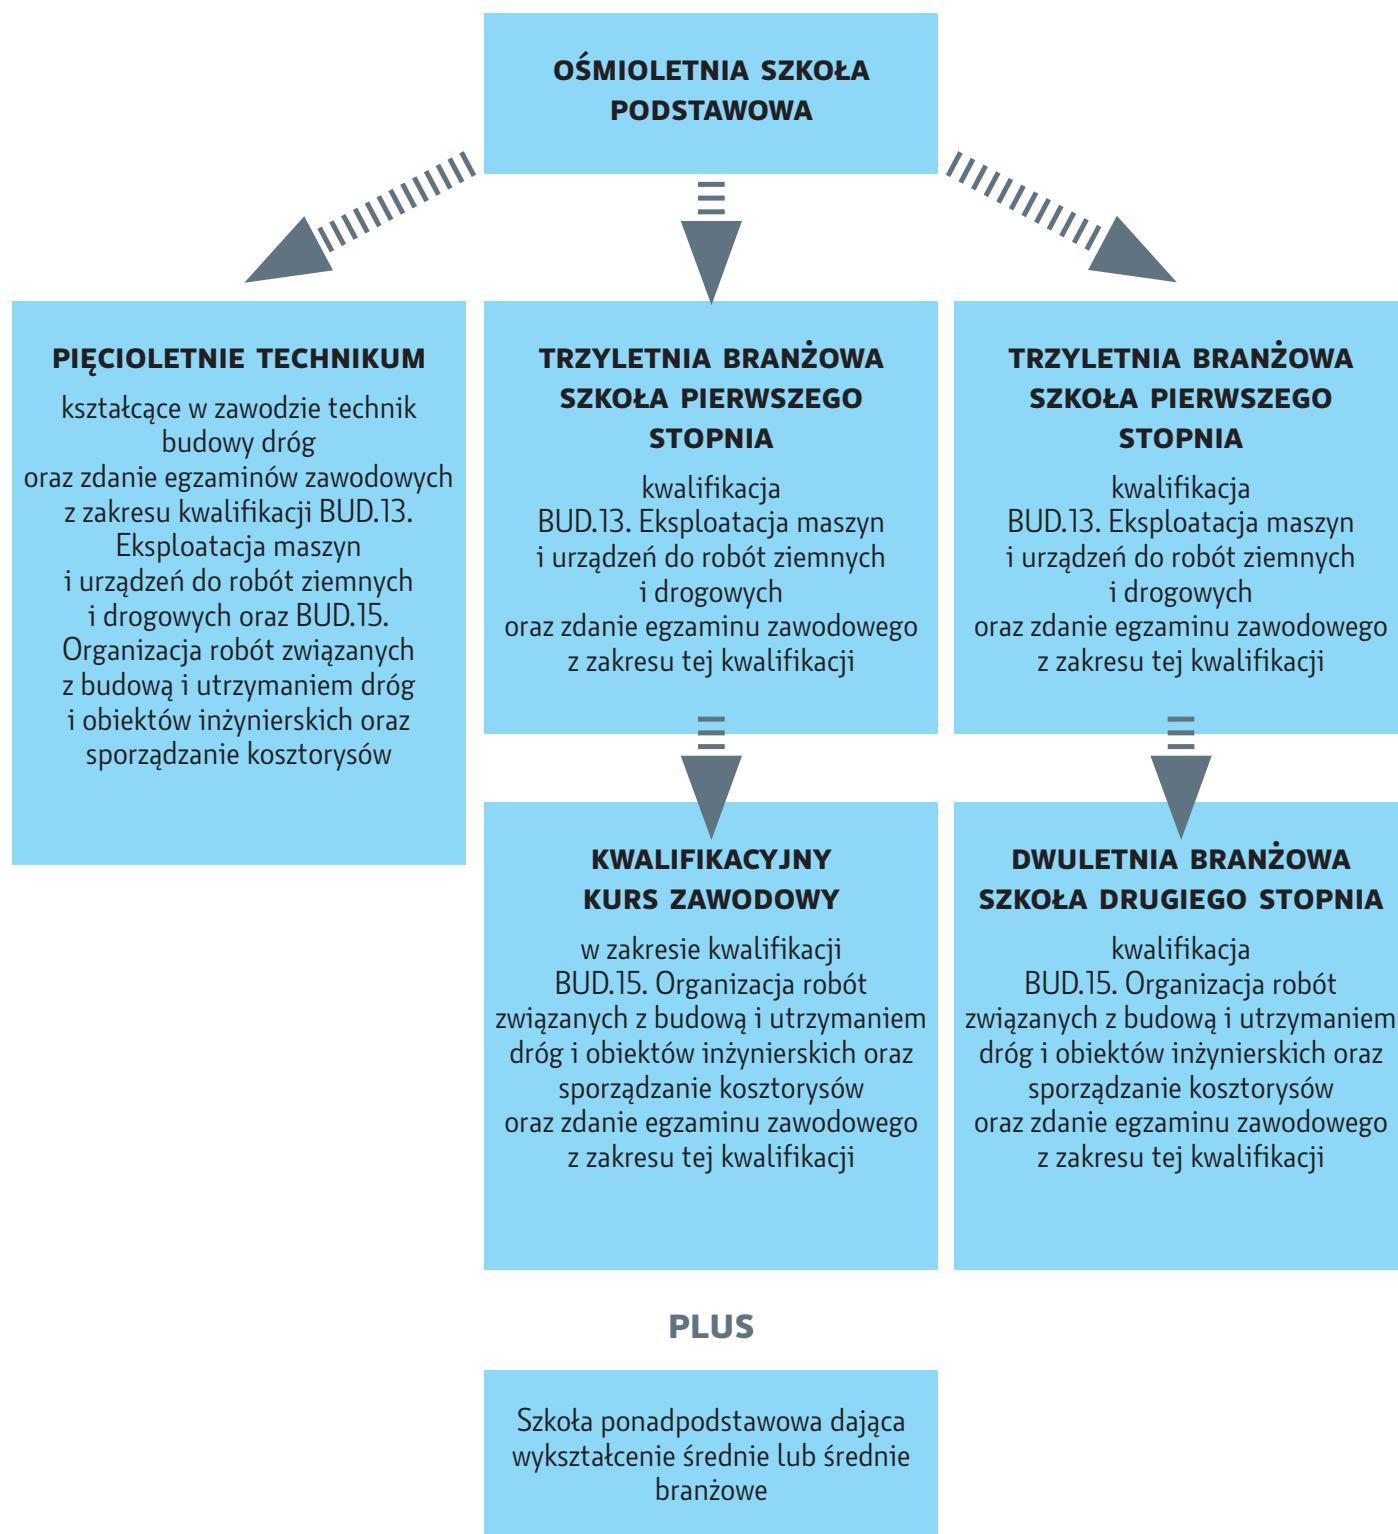 OŚMIOLETNIA SZKOŁA
PODSTAWOWA
PIĘCIOLETNIE TECHNIKUM
kształcące w zawodzie technik
budowy dróg
oraz zdanie egzaminów zawodowych
z zakresu kwalifikacji BUD.13.
Eksploatacja maszyn
i urządzeń do robót ziemnych
i drogowych oraz BUD.15.
Organizacja robót związanych
z budową i utrzymaniem dróg
i obiektów inżynierskich oraz
sporządzanie kosztorysów
TRZYLETNIA BRANŻOWA
SZKOŁA PIERWSZEGO
STOPNIA
kwalifikacja
BUD.13. Eksploatacja maszyn
i urządzeń do robót ziemnych
i drogowych
oraz zdanie egzaminu zawodowego
z zakresu tej kwalifikacji
TRZYLETNIA BRANŻOWA
SZKOŁA PIERWSZEGO
STOPNIA
kwalifikacja
BUD.13. Eksploatacja maszyn
i urządzeń do robót ziemnych
i drogowych
oraz zdanie egzaminu zawodowego
z zakresu tej kwalifikacji
KWALIFIKACYJNY
KURS ZAWODOWY
w zakresie kwalifikacji
BUD.15. Organizacja robót
związanych z budową i utrzymaniem
dróg i obiektów inżynierskich oraz
sporządzanie kosztorysów
oraz zdanie egzaminu zawodowego
z zakresu tej kwalifikacji
DWULETNIA BRANŻOWA
SZKOŁA DRUGIEGO STOPNIA
kwalifikacja
BUD.15. Organizacja robót
związanych z budową i utrzymaniem
dróg i obiektów inżynierskich oraz
sporządzanie kosztorysów
oraz zdanie egzaminu zawodowego
z zakresu tej kwalifikacji
PLUS
Szkoła ponadpodstawowa dająca
wykształcenie średnie lub średnie
branżowe